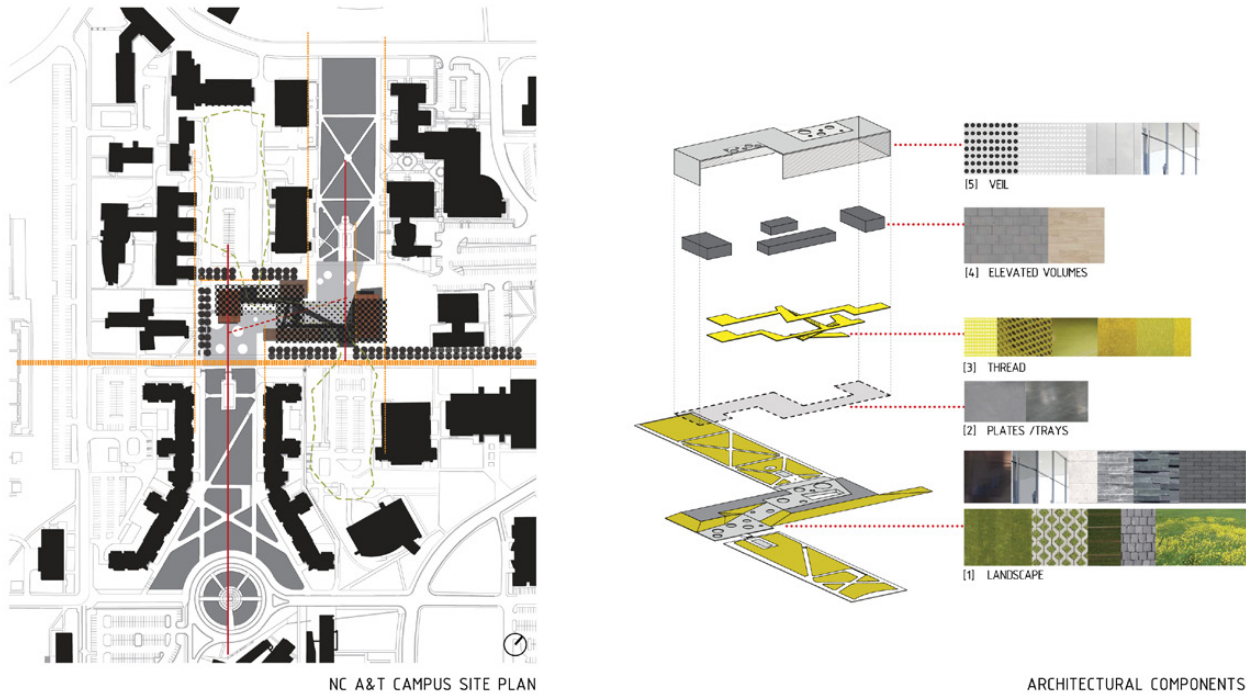 [5] VEIL
[4] ELEVATED VOLUMES
[3] THREAD
[2] PLATES /TRAYS
[1] LANDSCAPE
NC A&T CAMPUS SITE PLAN
ARCHITECTURAL COMPONENTS